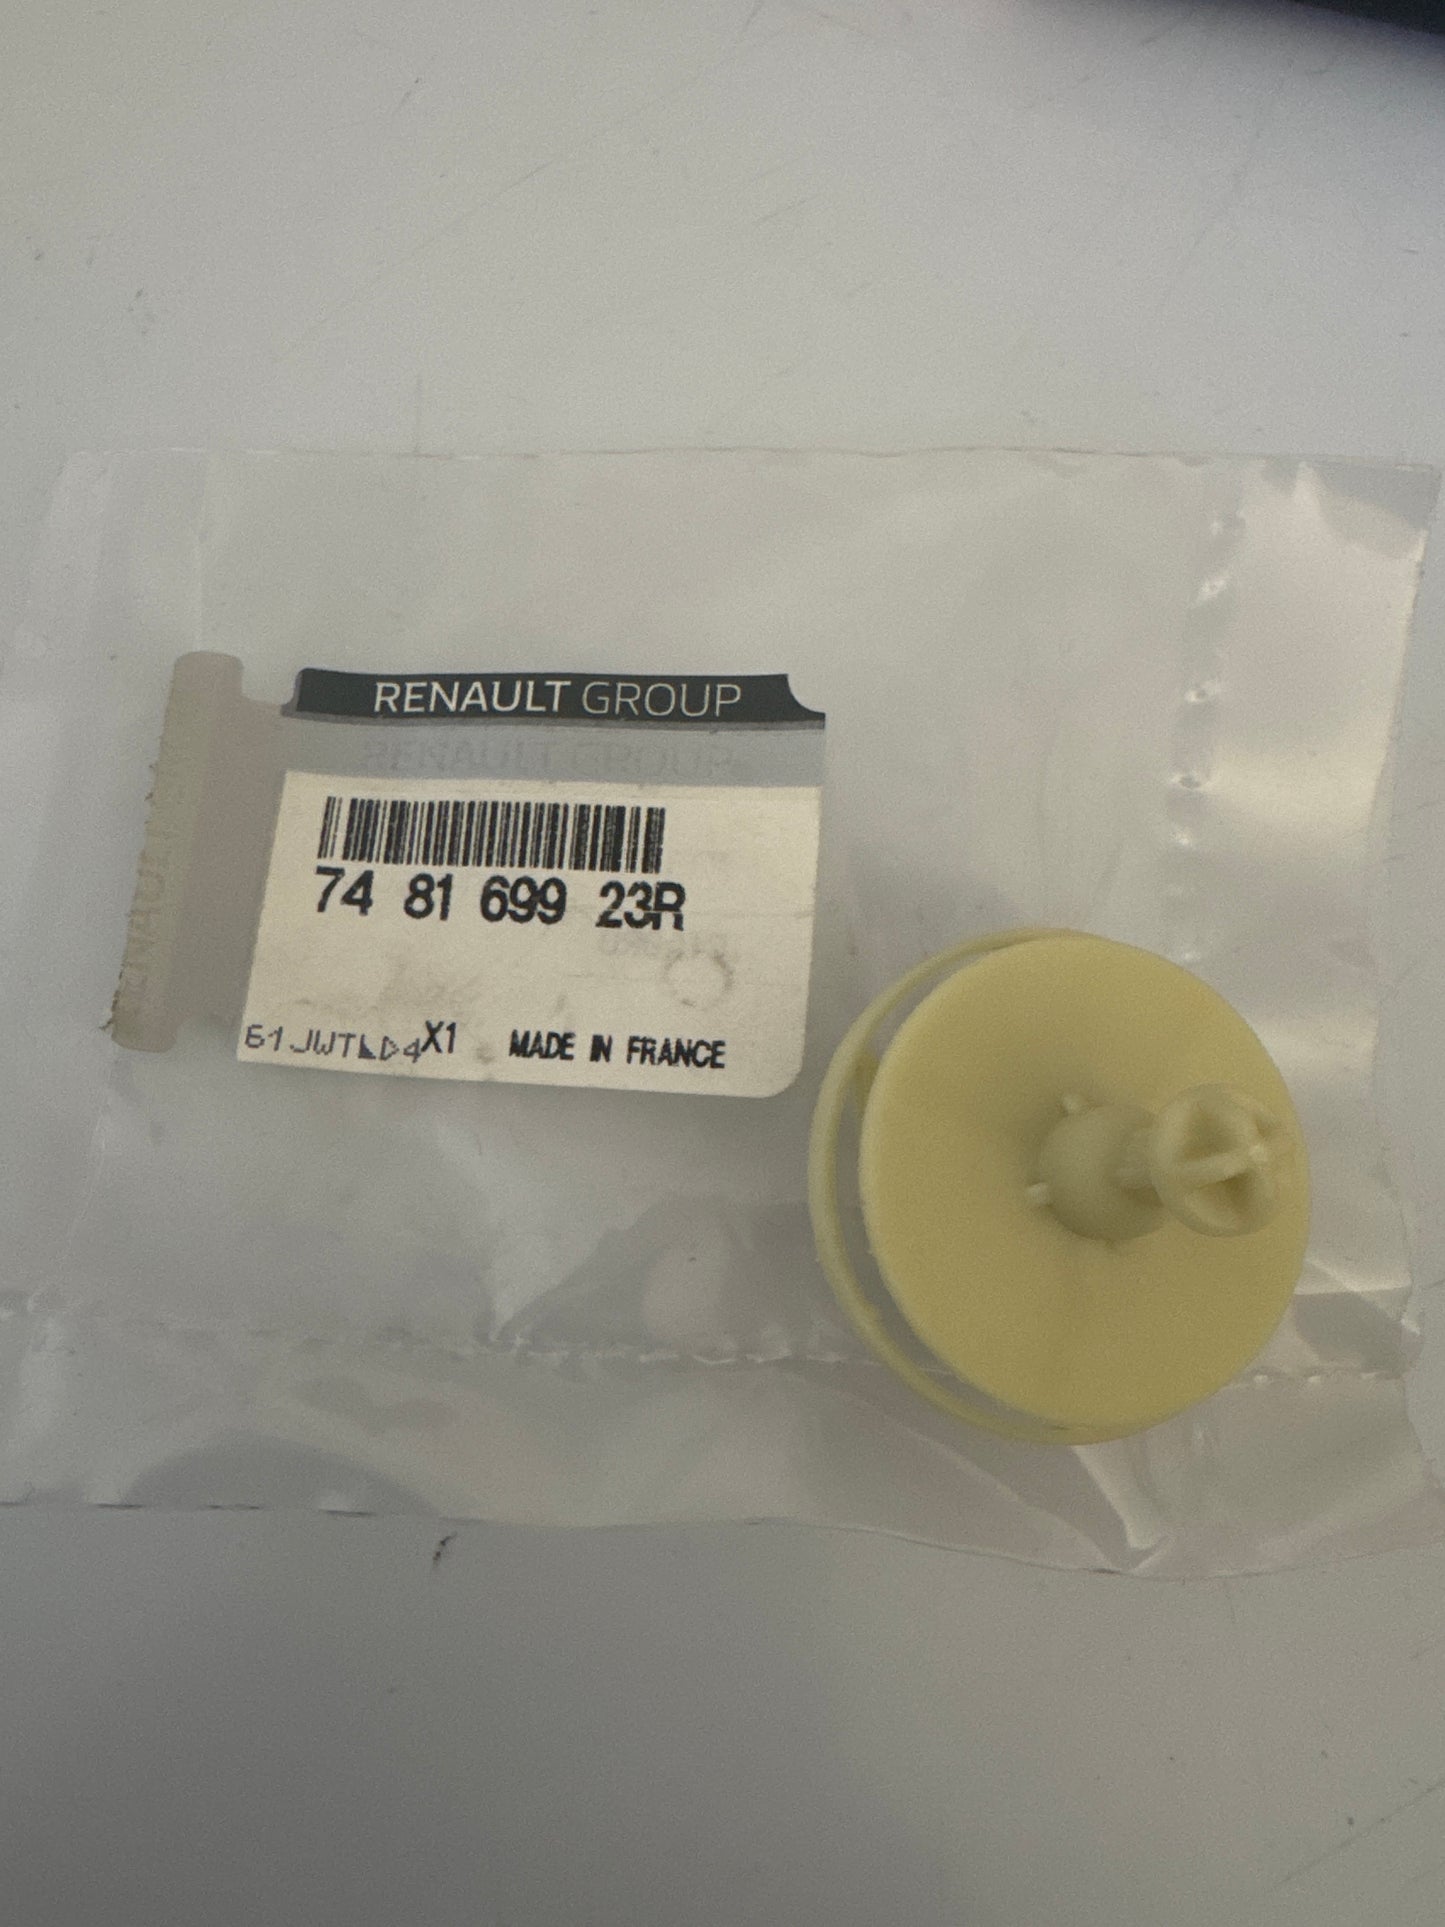 RENAULT GROUP
74 81 699 23R
X1 MADE IN FRANCE